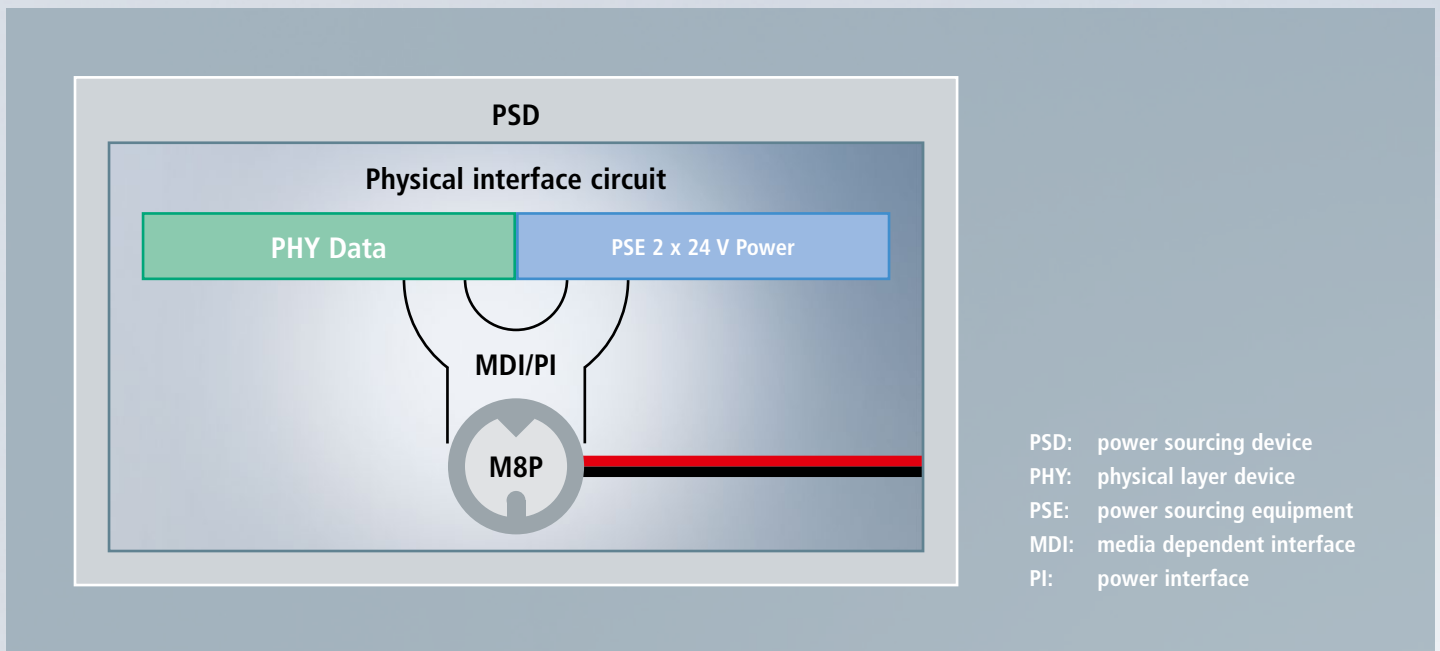 PSD
Physical interface circuit
PHY Data
PSE 2 x 24 V Power
MDI/PI
M8P
PSD: power sourcing device
PHY: physical layer device
PSE: power sourcing equipment
MDI: media dependent interface
PI: power interface